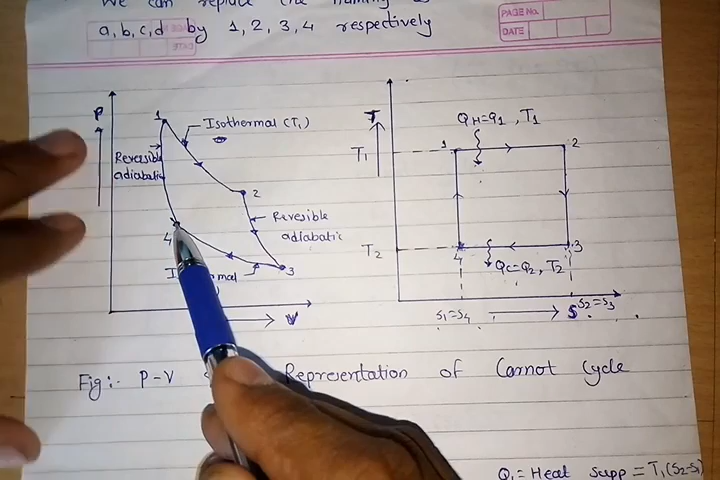 We can replace the naming
a, b, c, d by 1, 2, 3, 4 respectively
PAGE No.
DATE
P
1
Isothermal (T₁)
Reversible
adiabatic
2
Revesible
adiabatic
4
3
V
T
QH=q₁ , T₁
T₁
1
2
T₂
4
3
Qc=q₂, T₂
S₁=S₄
S
S₂=S₃
Fig:- P-V
Representation of Carnot Cycle
Q₁ = Heat supp = T₁(S₂-S₁)